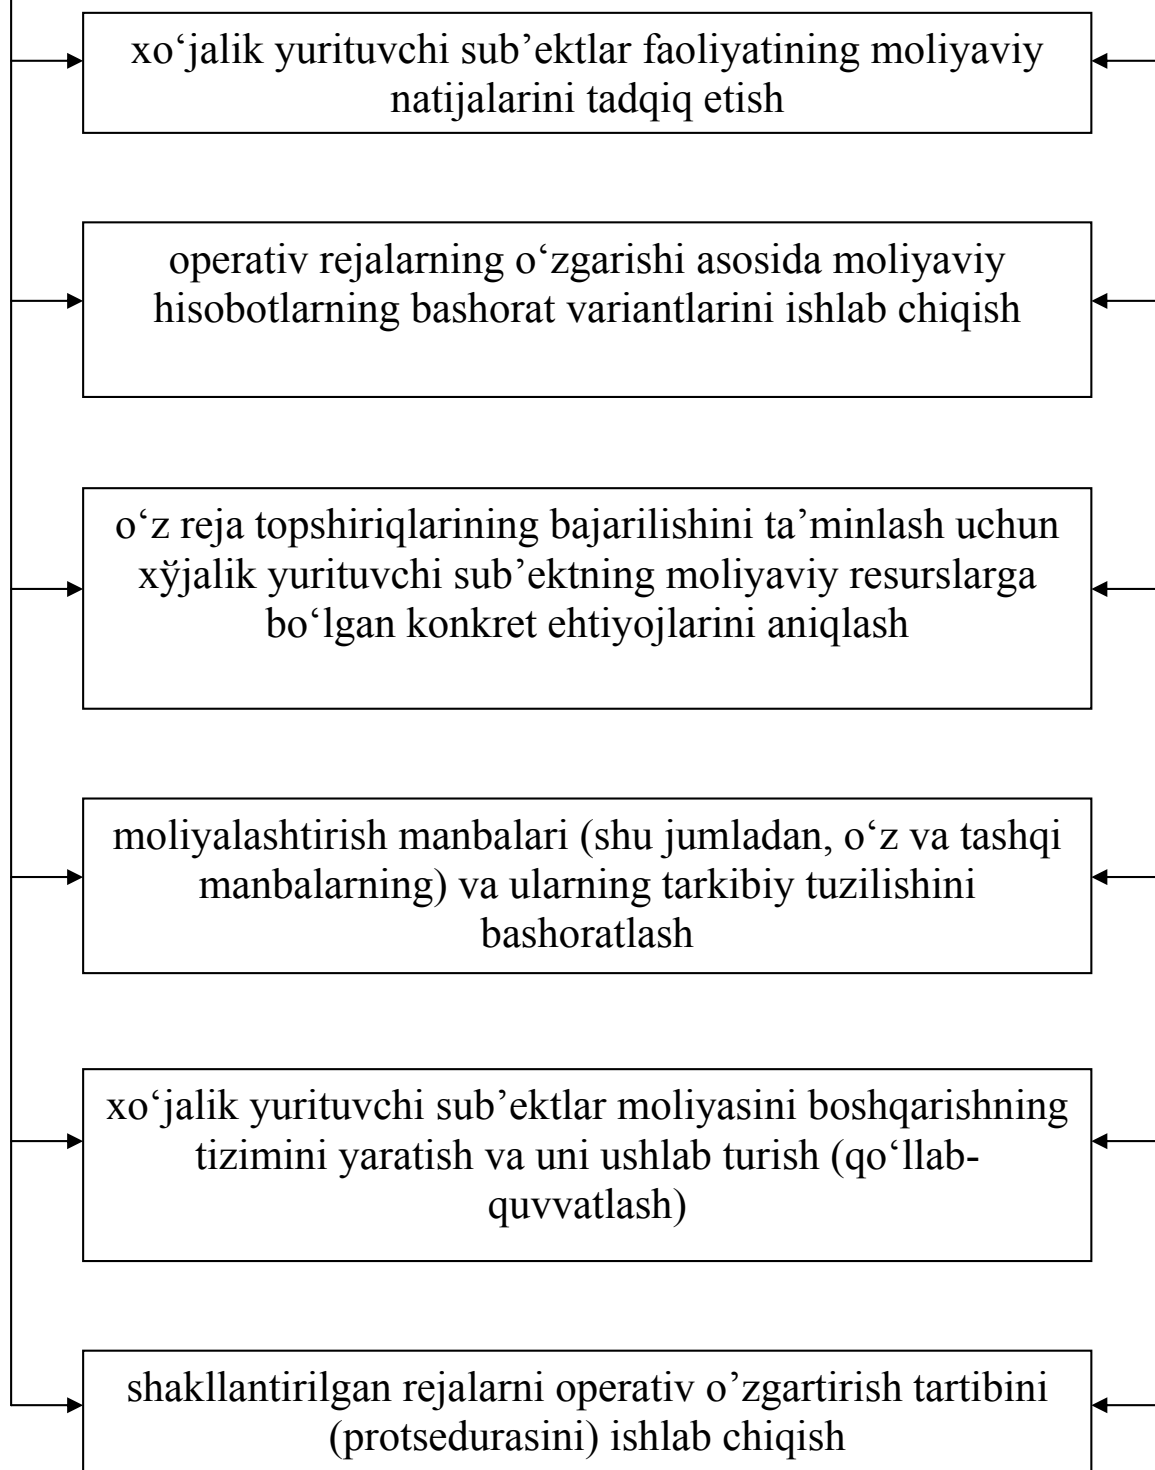 xo‘jalik yurituvchi sub’ektlar faoliyatining moliyaviy
natijalarini tadqiq etish
operativ rejalarning o‘zgarishi asosida moliyaviy
hisobotlarning bashorat variantlarini ishlab chiqish
o‘z reja topshiriqlarining bajarilishini ta’minlash uchun
xўjalik yurituvchi sub’ektning moliyaviy resurslarga
bo‘lgan konkret ehtiyojlarini aniqlash
moliyalashtirish manbalari (shu jumladan, o‘z va tashqi
manbalarning) va ularning tarkibiy tuzilishini
bashoratlash
xo‘jalik yurituvchi sub’ektlar moliyasini boshqarishning
tizimini yaratish va uni ushlab turish (qo‘llab-
quvvatlash)
shakllantirilgan rejalarni operativ o’zgartirish tartibini
(protsedurasini) ishlab chiqish